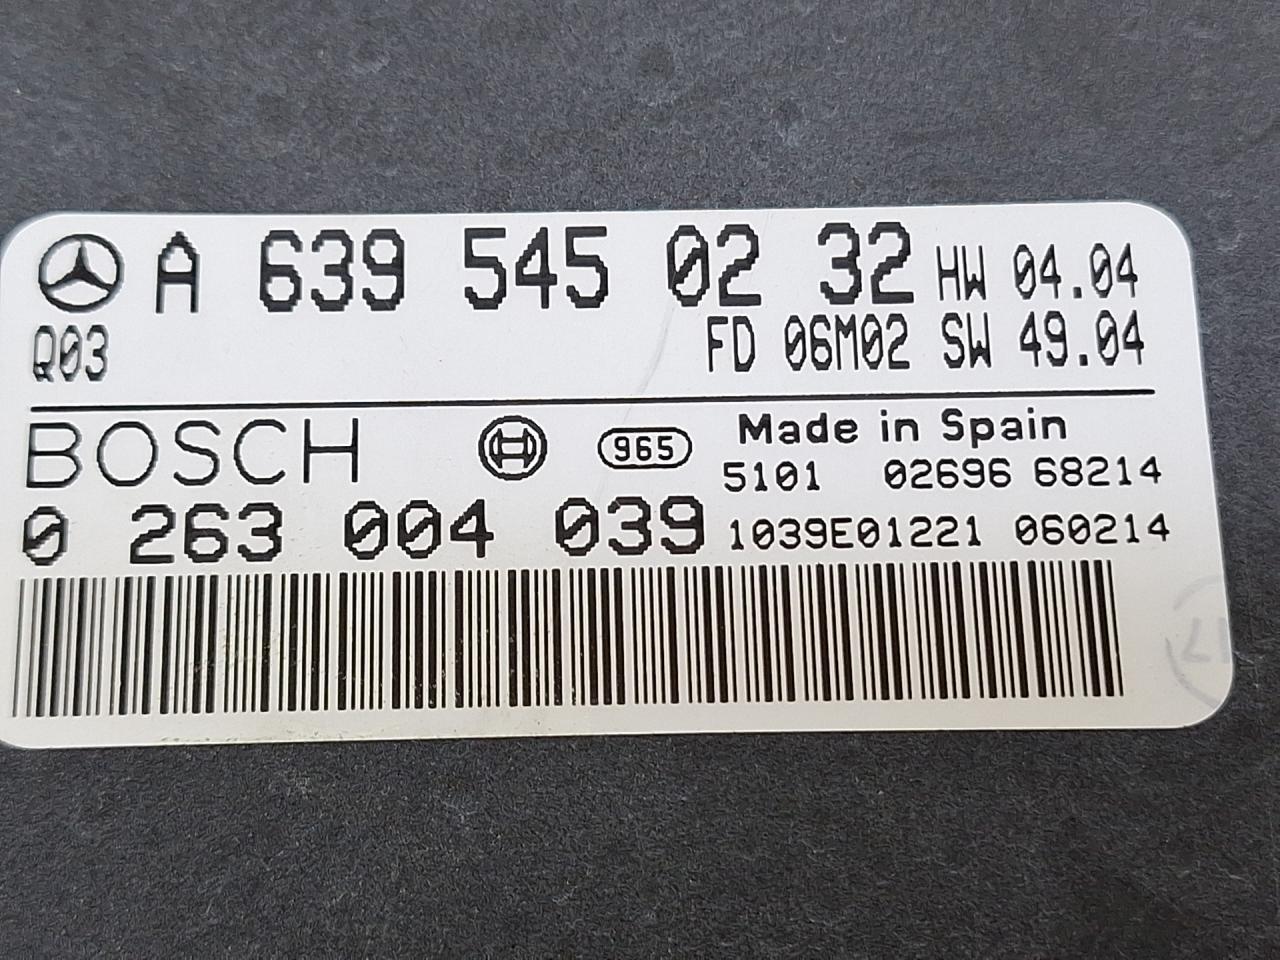 A 639 545 02 32 HW 04.04
Q03 FD 06M02 SW 49.04
BOSCH 965 Made in Spain
5101 02696 68214
0 263 004 039 1039E01221 060214
17